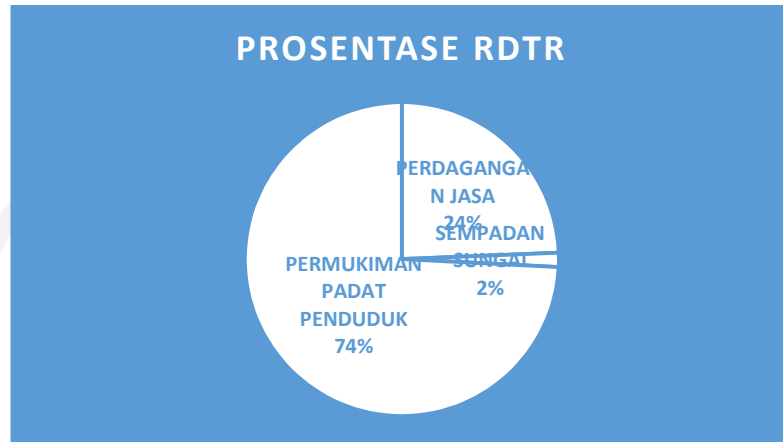 PROSENTASE RDTR
PERDAGANGA
N JASA
24%
SEMPADAN
SUNGAI
2%
PERMUKIMAN
PADAT
PENDUDUK
74%